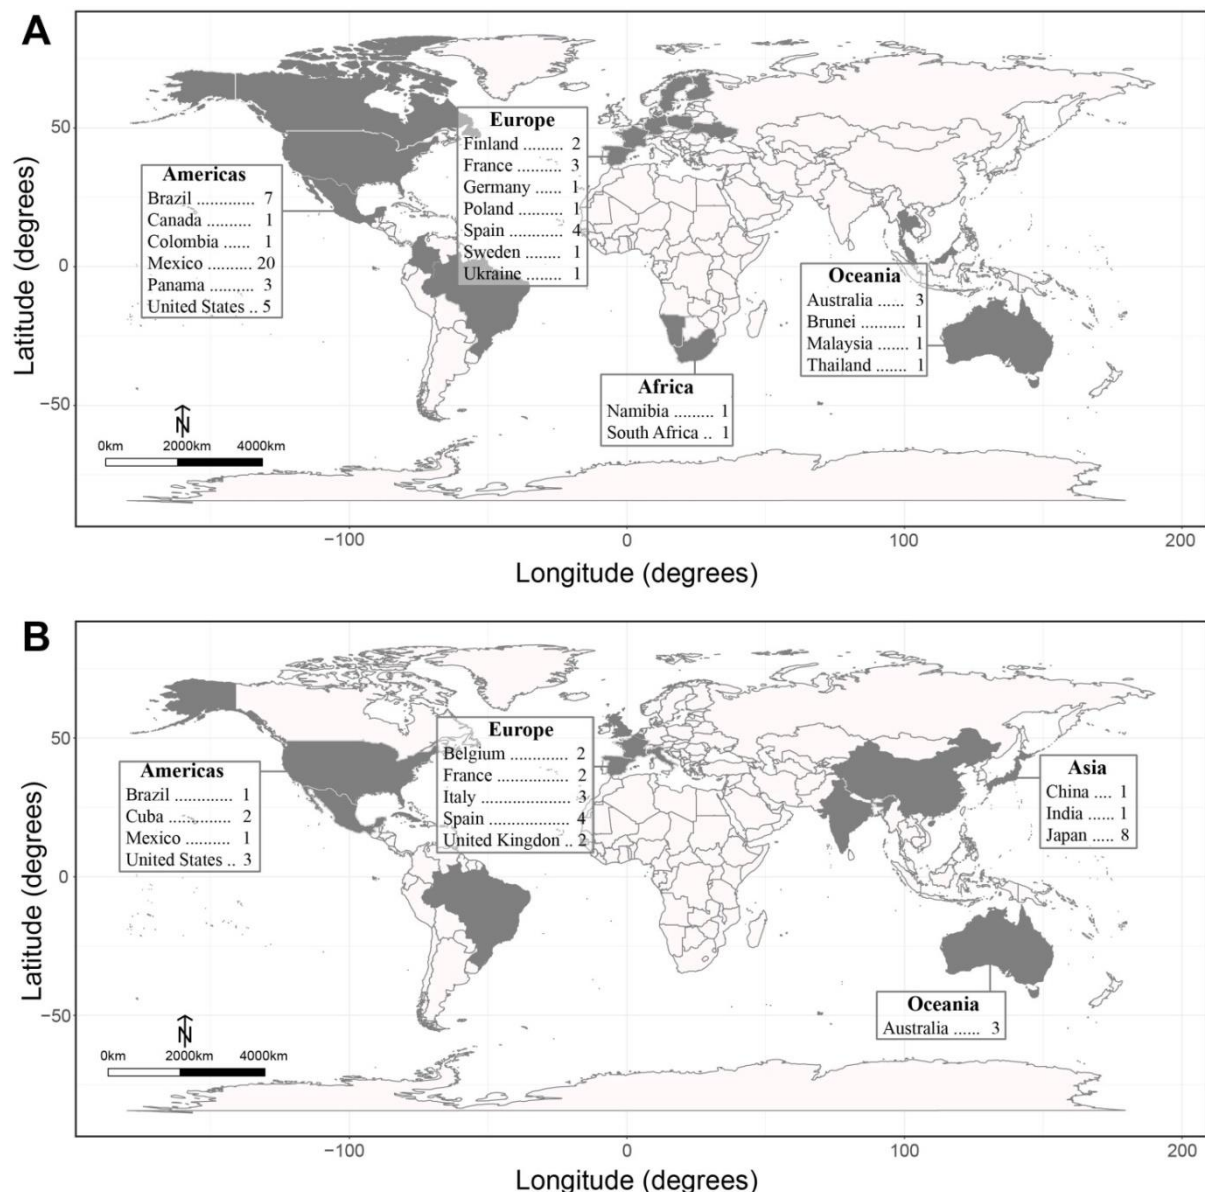 A
Latitude (degrees)
50
0
−50
Americas
Brazil ............. 7
Canada ........... 1
Colombia ...... 1
Mexico .......... 20
Panama .......... 3
United States .. 5
Europe
Finland ......... 2
France ........... 3
Germany ...... 1
Poland .......... 1
Spain ............. 4
Sweden ........ 1
Ukraine ......... 1
Oceania
Australia ...... 3
Brunei .......... 1
Malaysia ....... 1
Thailand ....... 1
Africa
Namibia ......... 1
South Africa .. 1
N
0km 2000km 4000km
−100 0 100 200
Longitude (degrees)
B
Latitude (degrees)
50
0
−50
Americas
Brazil ............. 1
Cuba .............. 2
Mexico ........... 1
United States .. 3
Europe
Belgium ............ 2
France ............... 2
Italy ..................... 3
Spain .................. 4
United Kingdon .. 2
Asia
China .... 1
India ...... 1
Japan ..... 8
Oceania
Australia ...... 3
N
0km 2000km 4000km
−100 0 100 200
Longitude (degrees)